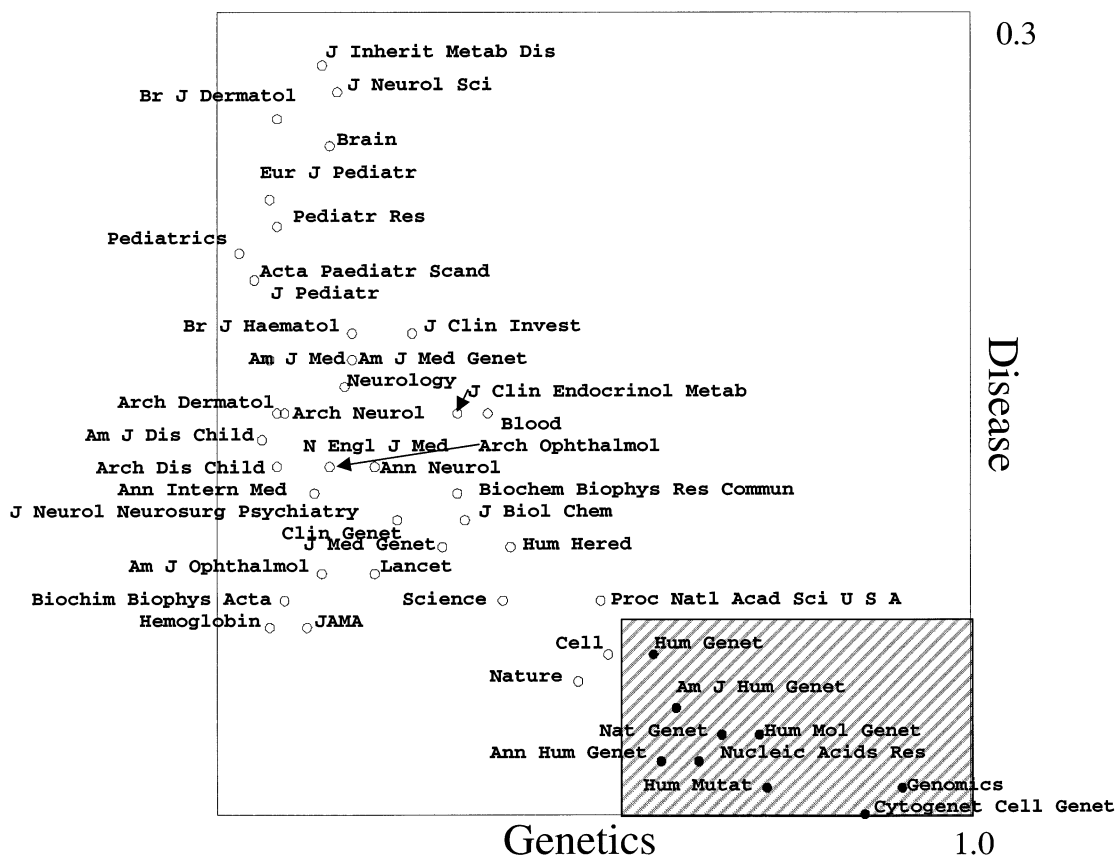 0.3
J Inherit Metab Dis
J Neurol Sci
Br J Dermatol
Brain
Eur J Pediatr
Pediatr Res
Pediatrics
Acta Paediatr Scand
J Pediatr
Br J Haematol
J Clin Invest
Am J Med
Am J Med Genet
Neurology
J Clin Endocrinol Metab
Arch Dermatol
Arch Neurol
Blood
Am J Dis Child
N Engl J Med
Arch Ophthalmol
Arch Dis Child
Ann Neurol
Ann Intern Med
Biochem Biophys Res Commun
J Neurol Neurosurg Psychiatry
J Biol Chem
Clin Genet
J Med Genet
Hum Hered
Am J Ophthalmol
Lancet
Biochim Biophys Acta
Science
Proc Natl Acad Sci U S A
Hemoglobin
JAMA
Cell
Hum Genet
Nature
Am J Hum Genet
Nat Genet
Hum Mol Genet
Ann Hum Genet
Nucleic Acids Res
Hum Mutat
Genomics
Cytogenet Cell Genet
Disease
Genetics
1.0